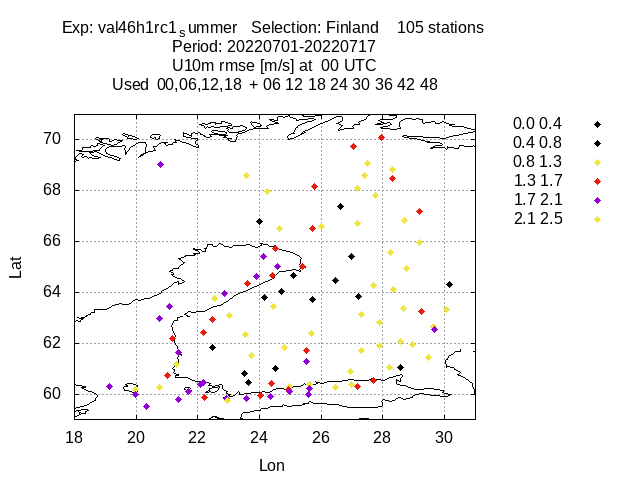 Exp: val46h1rc1summer   Selection: Finland    105 stations
Period: 20220701-20220717
U10m rmse [m/s] at  00 UTC
Used  00,06,12,18  + 06 12 18 24 30 36 42 48
0.0 0.4
0.4 0.8
0.8 1.3
1.3 1.7
1.7 2.1
2.1 2.5
70
68
66
64
62
60
Lat
18 20 22 24 26 28 30
Lon